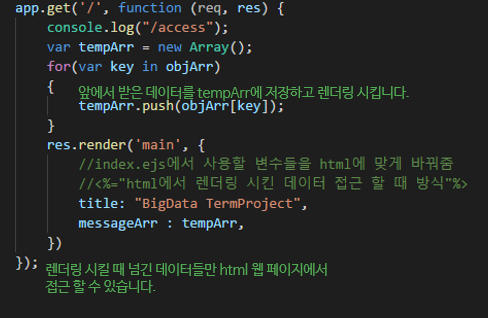 app.get('/', function (req, res) {
console.log("/access");
var tempArr = new Array();
for(var key in objArr)
{
앞에서 받은 데이터를 tempArr에 저장하고 렌더링 시킵니다.
tempArr.push(objArr[key]);
}
res.render('main', {
//index.ejs에서 사용할 변수들을 html에 맞게 바꿔줌
//<%="html에서 렌더링 시킨 데이터 접근 할 때 방식"%>
title: "BigData TermProject",
messageArr : tempArr,
})
});
렌더링 시킬 때 넘긴 데이터들만 html 웹 페이지에서
접근 할 수 있습니다.